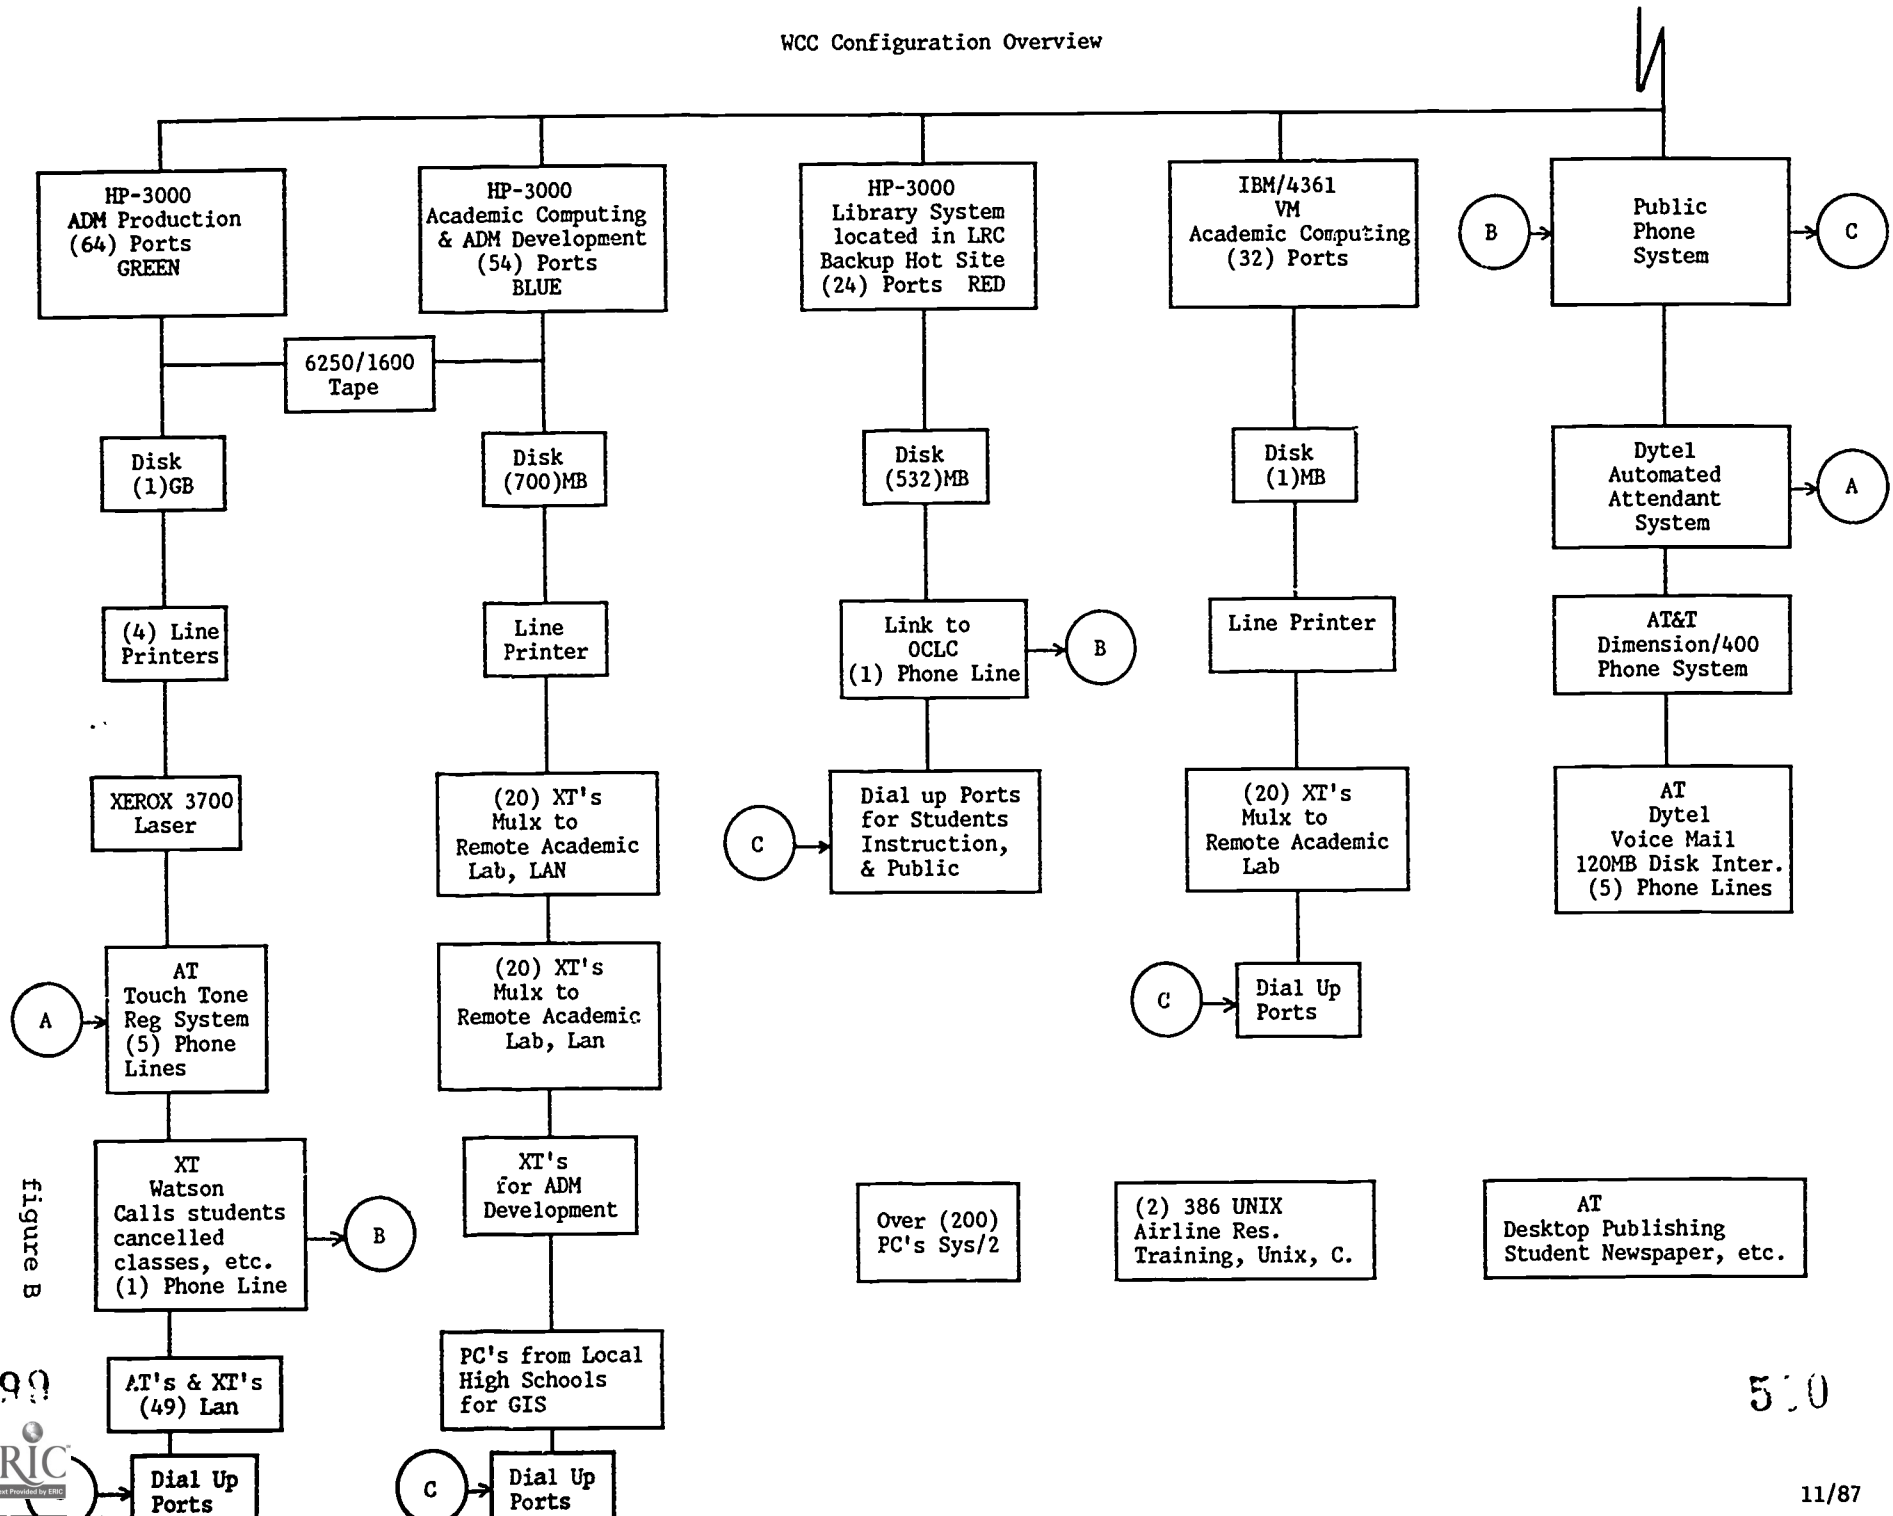 WCC Configuration Overview
HP-3000
ADM Production
(64) Ports
GREEN
HP-3000
Academic Computing
& ADM Development
(54) Ports
BLUE
HP-3000
Library System
located in LRC
Backup Hot Site
(24) Ports RED
IBM/4361
VM
Academic Computing
(32) Ports
B
Public
Phone
System
C
6250/1600
Tape
Disk
(1)GB
Disk
(700)MB
Disk
(532)MB
Disk
(1)MB
Dytel
Automated
Attendant
System
A
(4) Line
Printers
Line
Printer
Link to
OCLC
(1) Phone Line
B
Line Printer
AT&T
Dimension/400
Phone System
XEROX 3700
Laser
(20) XT's
Mulx to
Remote Academic
Lab, LAN
C
Dial up Ports
for Students
Instruction,
& Public
(20) XT's
Mulx to
Remote Academic
Lab
AT
Dytel
Voice Mail
120MB Disk Inter.
(5) Phone Lines
A
AT
Touch Tone
Reg System
(5) Phone
Lines
(20) XT's
Mulx to
Remote Academic
Lab, Lan
C
Dial Up
Ports
XT
Watson
Calls students
cancelled
classes, etc.
(1) Phone Line
B
XT's
for ADM
Development
Over (200)
PC's Sys/2
(2) 386 UNIX
Airline Res.
Training, Unix, C.
AT
Desktop Publishing
Student Newspaper, etc.
figure B
AT's & XT's
(49) Lan
PC's from Local
High Schools
for GIS
Dial Up
Ports
C
Dial Up
Ports
11/87